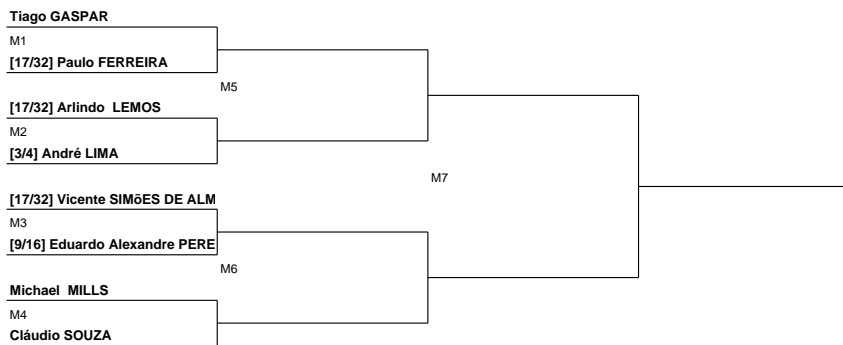 Tiago GASPAR
M1
[17/32] Paulo FERREIRA
M5
[17/32] Arlindo LEMOS
M2
[3/4] André LIMA
M7
[17/32] Vicente SIMõES DE ALM
M3
[9/16] Eduardo Alexandre PERE
M6
Michael MILLS
M4
Cláudio SOUZA